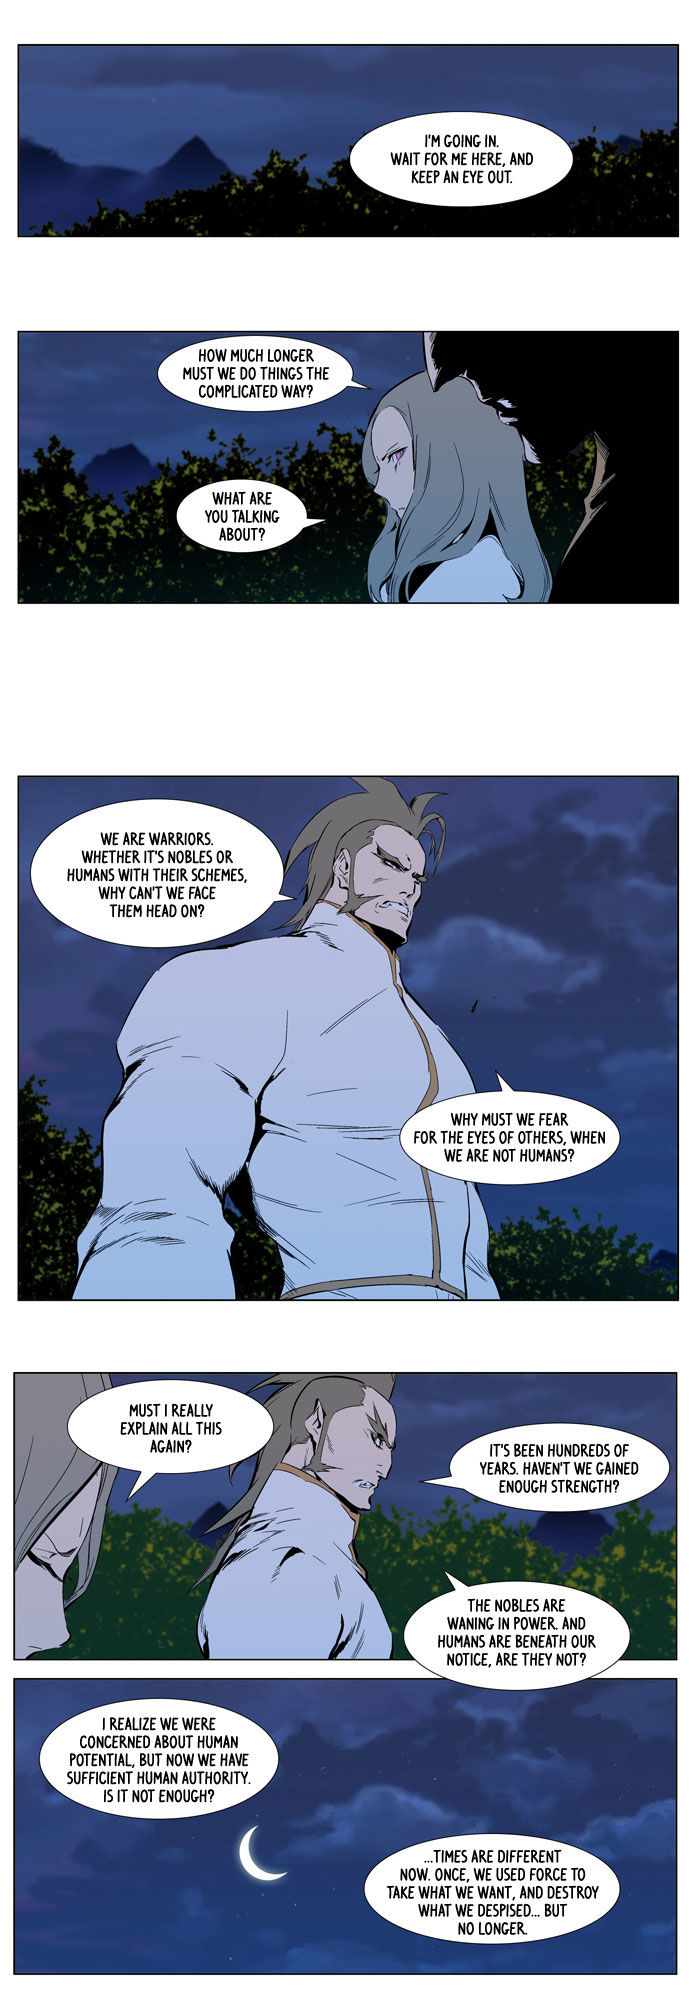 I'M GOING IN.
WAIT FOR ME HERE, AND
KEEP AN EYE OUT.
HOW MUCH LONGER
MUST WE DO THINGS THE
COMPLICATED WAY?
WHAT ARE
YOU TALKING
ABOUT?
WE ARE WARRIORS.
WHETHER IT'S NOBLES OR
HUMANS WITH THEIR SCHEMES,
WHY CAN'T WE FACE
THEM HEAD ON?
WHY MUST WE FEAR
FOR THE EYES OF OTHERS, WHEN
WE ARE NOT HUMANS?
MUST I REALLY
EXPLAIN ALL THIS
AGAIN?
IT'S BEEN HUNDREDS OF
YEARS. HAVEN'T WE GAINED
ENOUGH STRENGTH?
THE NOBLES ARE
WANING IN POWER. AND
HUMANS ARE BENEATH OUR
NOTICE, ARE THEY NOT?
I REALIZE WE WERE
CONCERNED ABOUT HUMAN
POTENTIAL, BUT NOW WE HAVE
SUFFICIENT HUMAN AUTHORITY.
IS IT NOT ENOUGH?
...TIMES ARE DIFFERENT
NOW. ONCE, WE USED FORCE TO
TAKE WHAT WE WANT, AND DESTROY
WHAT WE DESPISED... BUT
NO LONGER.